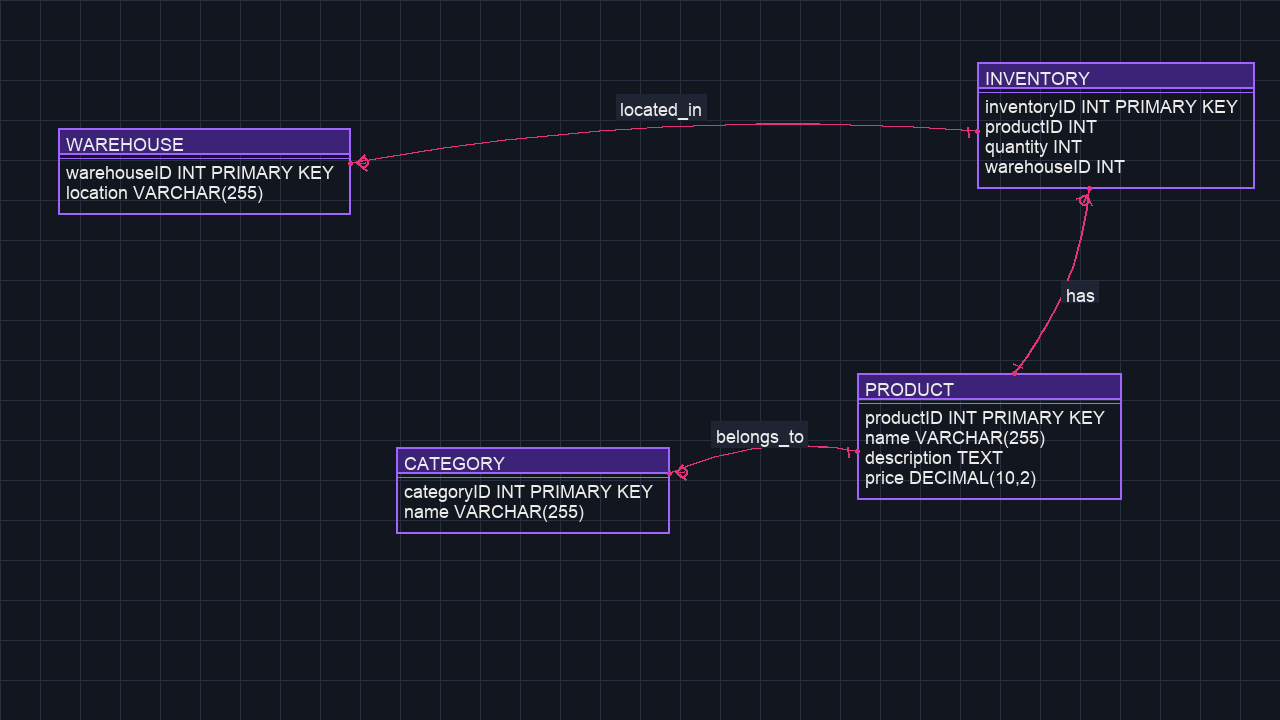 located_in
INVENTORY
inventoryID INT PRIMARY KEY
productID INT
quantity INT
warehouseID INT
WAREHOUSE
warehouseID INT PRIMARY KEY
location VARCHAR(255)
has
PRODUCT
productID INT PRIMARY KEY
name VARCHAR(255)
description TEXT
price DECIMAL(10,2)
belongs_to
CATEGORY
categoryID INT PRIMARY KEY
name VARCHAR(255)